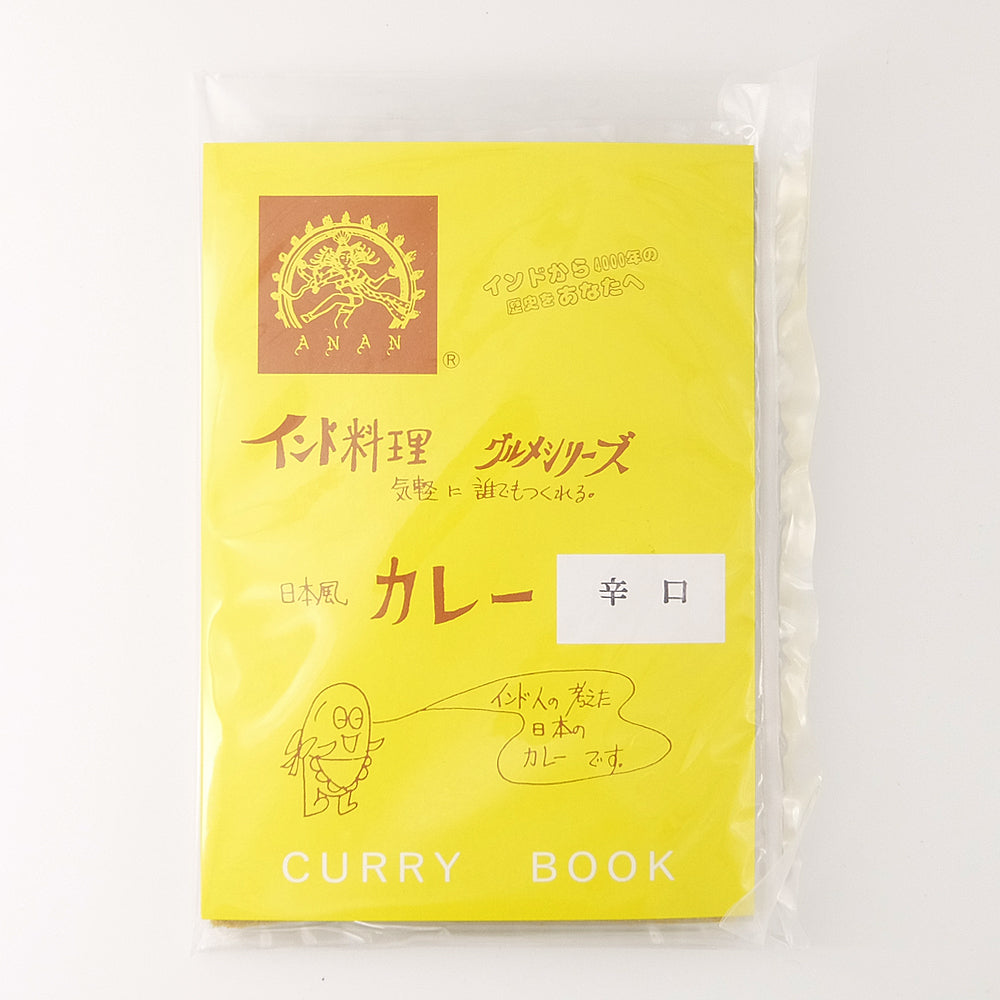 ANAN
®
インドから4000年の
歴史をあなたへ
インド料理 グルメシリーズ
気軽に誰でもつくれる。
日本風 カレー 辛口
インド人の考えた
日本の
カレーです。
CURRY BOOK